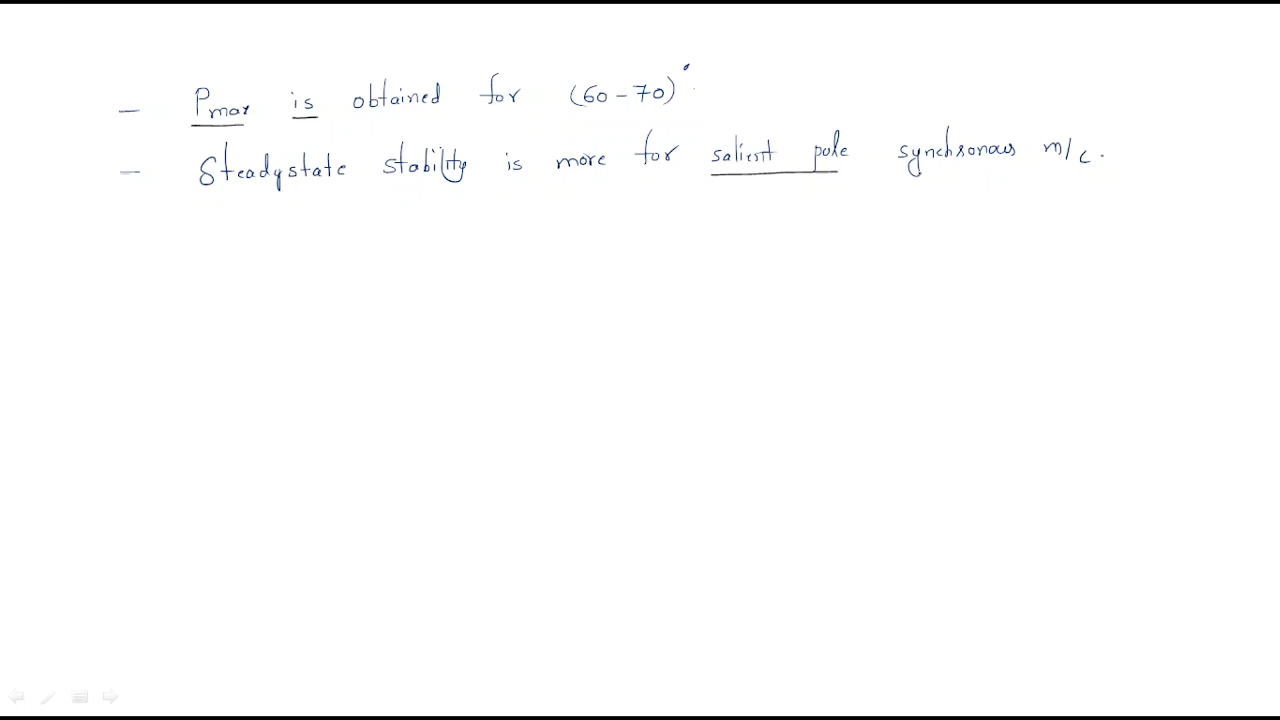 – Pmax is obtained for (60-70)°
– Steadystate stability is more for salient pole synchronous m/c.